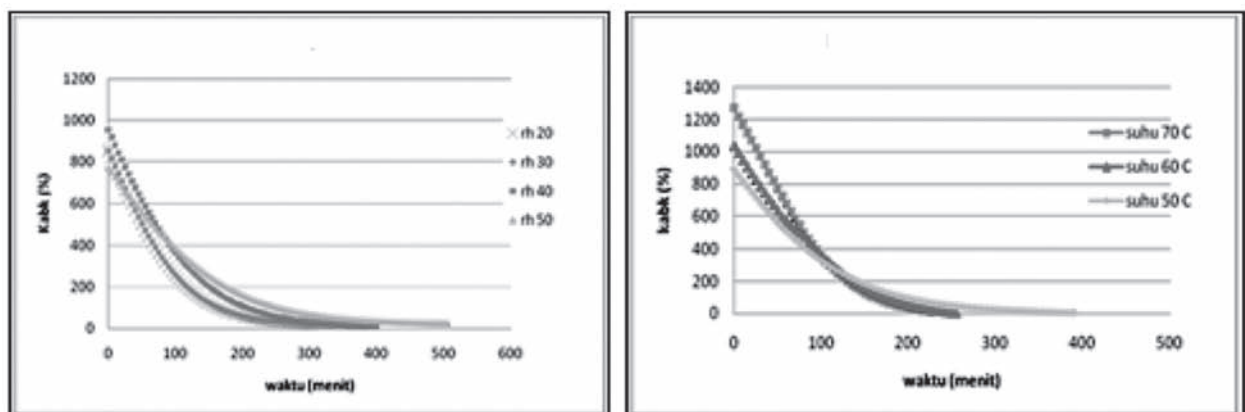 1200
1000
800
600
400
200
0
Kabk (%)
0 100 200 300 400 500 600
waktu (menit)
rh 20
rh 30
rh 40
rh 50
1400
1200
1000
800
600
400
200
0
kabk (%)
0 100 200 300 400 500
waktu (menit)
suhu 70 C
suhu 60 C
suhu 50 C